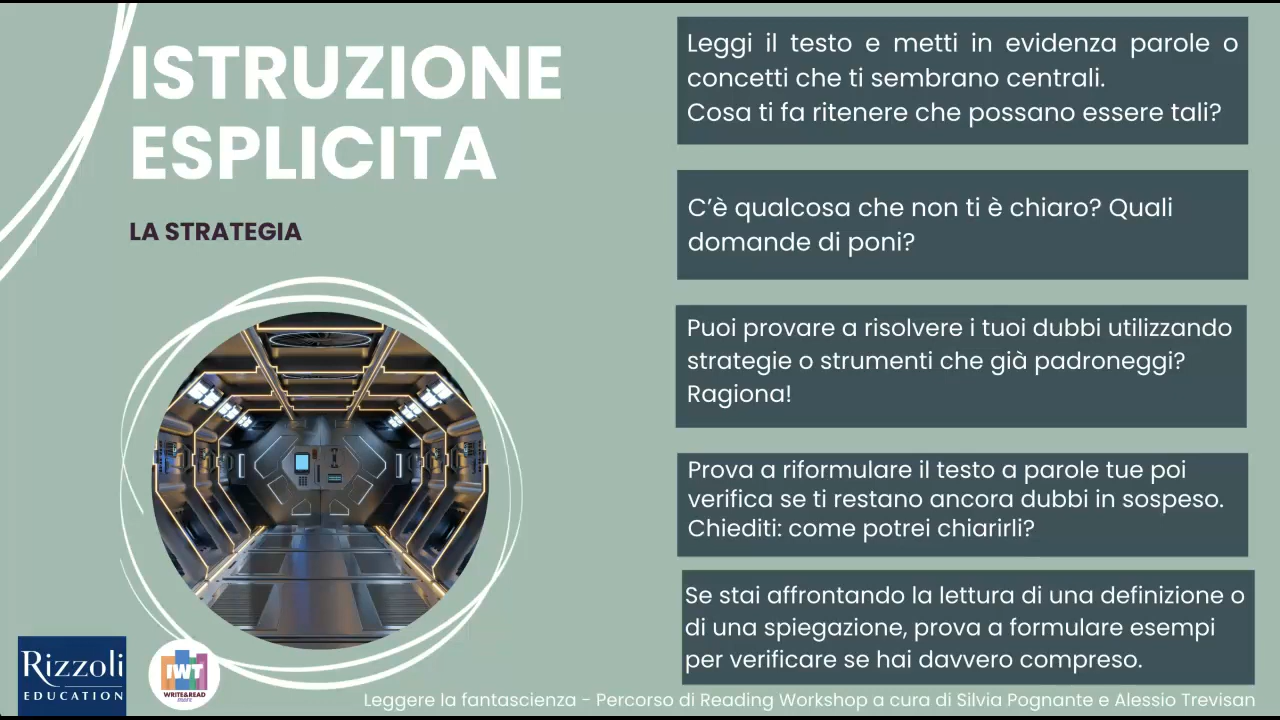 ISTRUZIONE
ESPLICITA
LA STRATEGIA
Leggi il testo e metti in evidenza parole o
concetti che ti sembrano centrali.
Cosa ti fa ritenere che possano essere tali?
C’è qualcosa che non ti è chiaro? Quali
domande di poni?
Puoi provare a risolvere i tuoi dubbi utilizzando
strategie o strumenti che già padroneggi?
Ragiona!
Prova a riformulare il testo a parole tue poi
verifica se ti restano ancora dubbi in sospeso.
Chiediti: come potrei chiarirli?
Se stai affrontando la lettura di una definizione o
di una spiegazione, prova a formulare esempi
per verificare se hai davvero compreso.
Rizzoli
EDUCATION
IWT
WRITE&READ
more
Leggere la fantascienza - Percorso di Reading Workshop a cura di Silvia Pognante e Alessio Trevisan